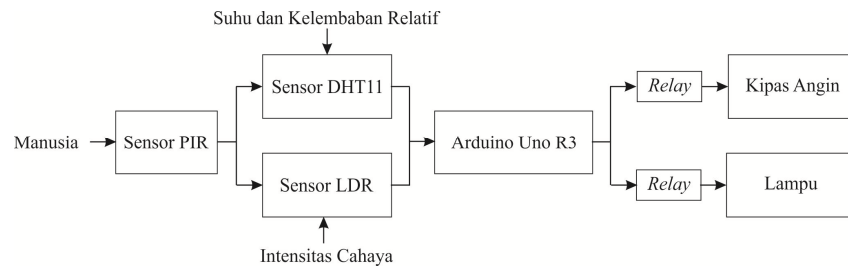 Suhu dan Kelembaban Relatif
Sensor DHT11
Relay
Kipas Angin
Manusia
Sensor PIR
Arduino Uno R3
Sensor LDR
Relay
Lampu
Intensitas Cahaya